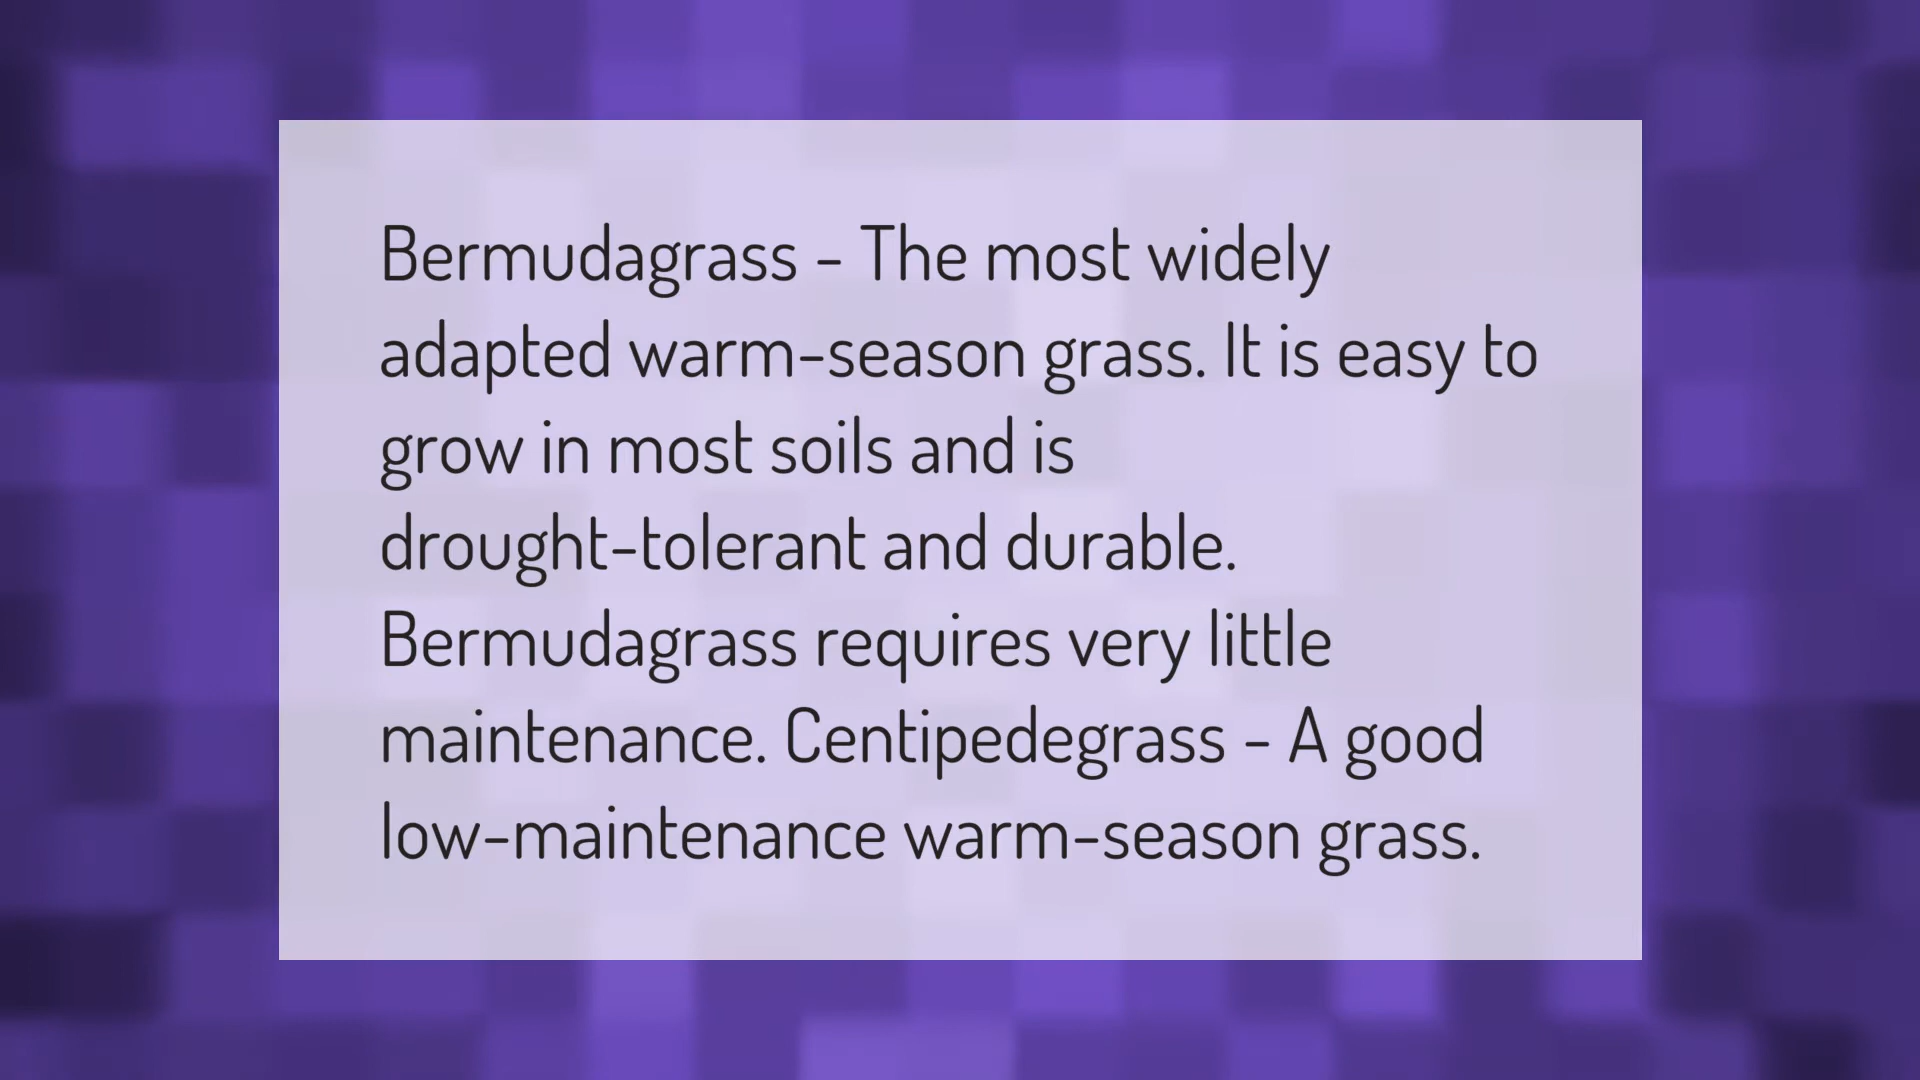 Bermudagrass - The most widely
adapted warm-season grass. It is easy to
grow in most soils and is
drought-tolerant and durable.
Bermudagrass requires very little
maintenance. Centipedegrass - A good
low-maintenance warm-season grass.